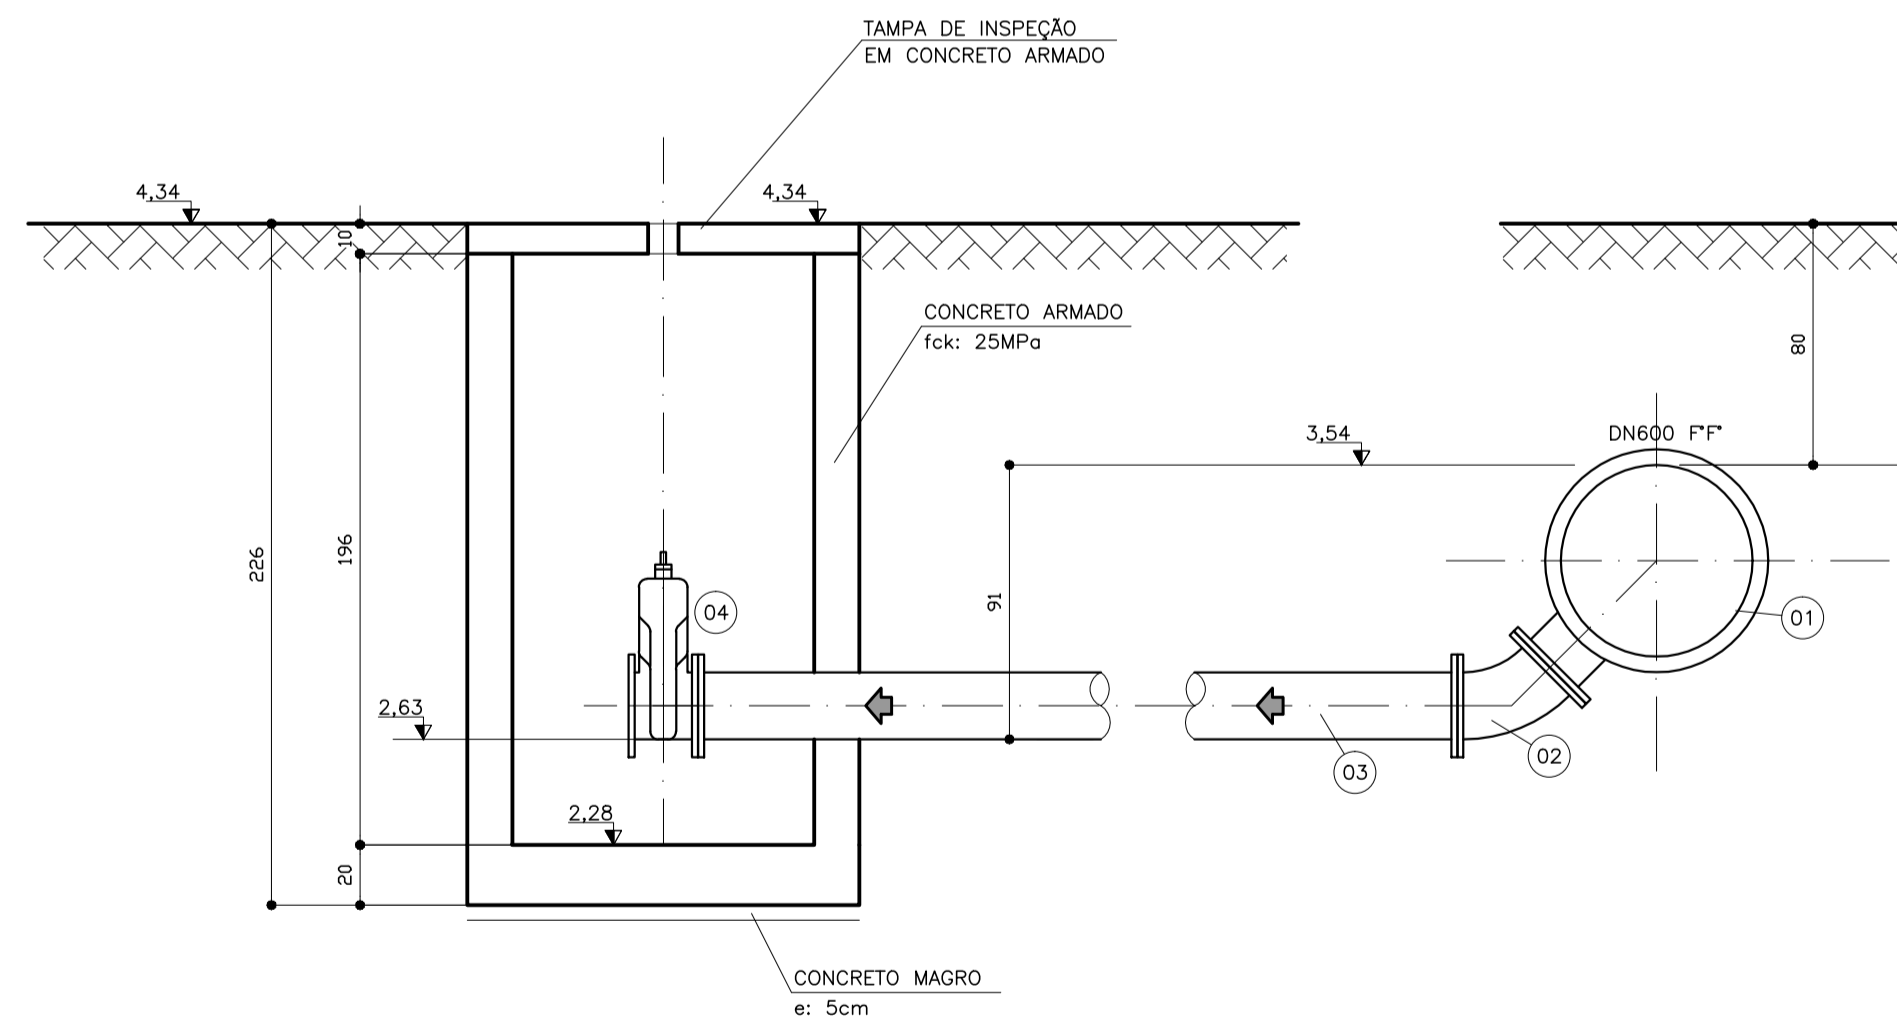 TAMPA DE INSPEÇÃO
EM CONCRETO ARMADO
4,34
4,34
10
CONCRETO ARMADO
fck: 25MPa
80
3,54
DN600 F°F°
226
196
91
04
01
2,63
02
03
2,28
20
CONCRETO MAGRO
e: 5cm